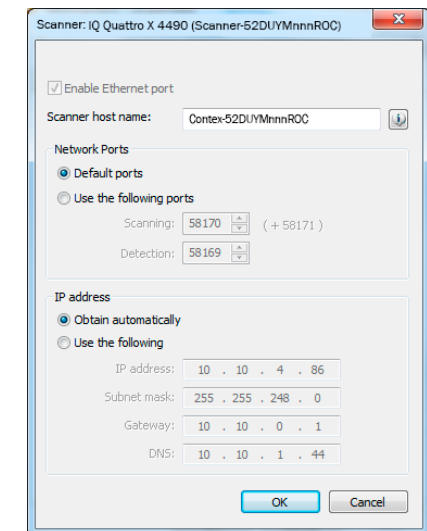 Scanner: IQ Quattro X 4490 (Scanner-52DUYMnnnROC)
Enable Ethernet port
Scanner host name: Contex-52DUYMnnnROC
Network Ports
Default ports
Use the following ports
Scanning: 58170 ( + 58171 )
Detection: 58169
IP address
Obtain automatically
Use the following
IP address: 10 . 10 . 4 . 86
Subnet mask: 255 . 255 . 248 . 0
Gateway: 10 . 10 . 0 . 1
DNS: 10 . 10 . 1 . 44
OK Cancel